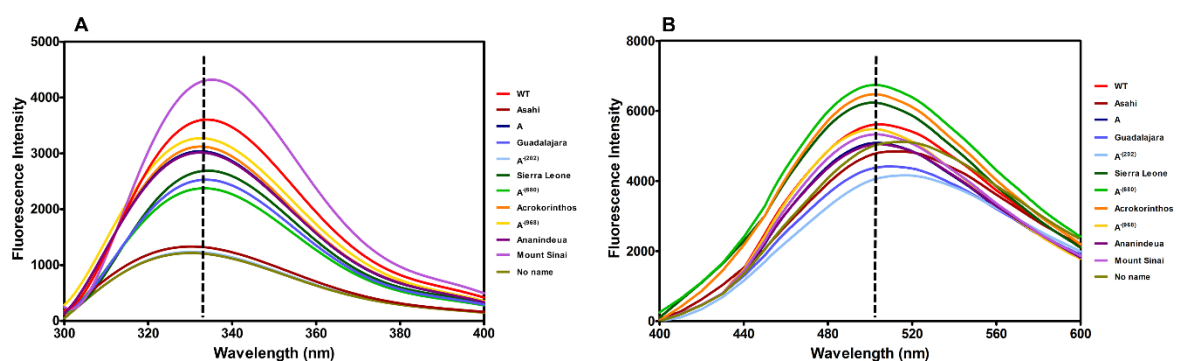 A
Fluorescence Intensity
5000
4000
3000
2000
1000
0
300
320
340
360
380
400
Wavelength (nm)
WT
Asahi
A
Guadalajara
A⁻⁽²⁰²⁾
Sierra Leone
A⁽⁶⁸⁰⁾
Acrokorinthos
A⁽⁹⁶⁸⁾
Ananindeua
Mount Sinai
No name
B
Fluorescence Intensity
8000
6000
4000
2000
0
400
440
480
520
560
600
Wavelength (nm)
WT
Asahi
A
Guadalajara
A⁻⁽²⁰²⁾
Sierra Leone
A⁽⁶⁸⁰⁾
Acrokorinthos
A⁽⁹⁶⁸⁾
Ananindeua
Mount Sinai
No name